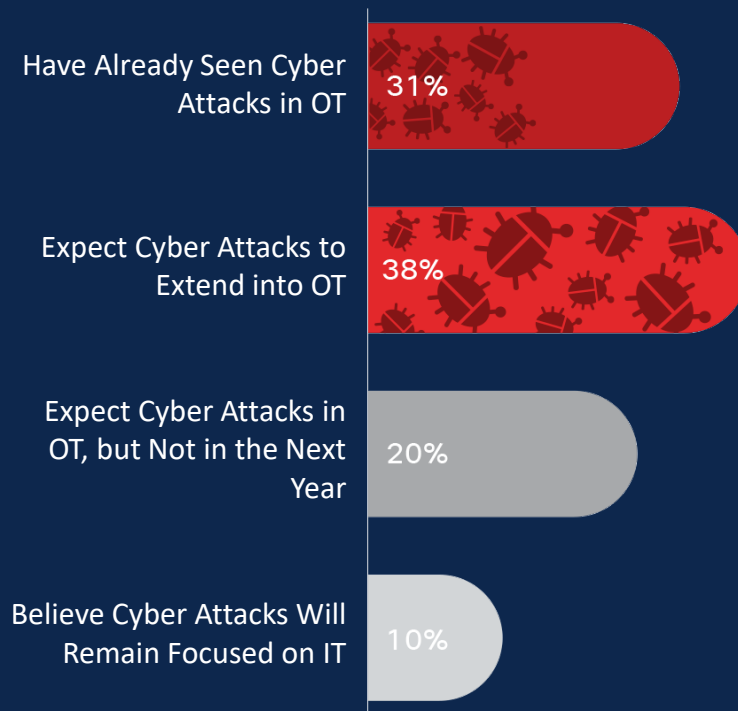 Have Already Seen Cyber
Attacks in OT
31%
Expect Cyber Attacks to
Extend into OT
38%
Expect Cyber Attacks in
OT, but Not in the Next
Year
20%
Believe Cyber Attacks Will
Remain Focused on IT
10%